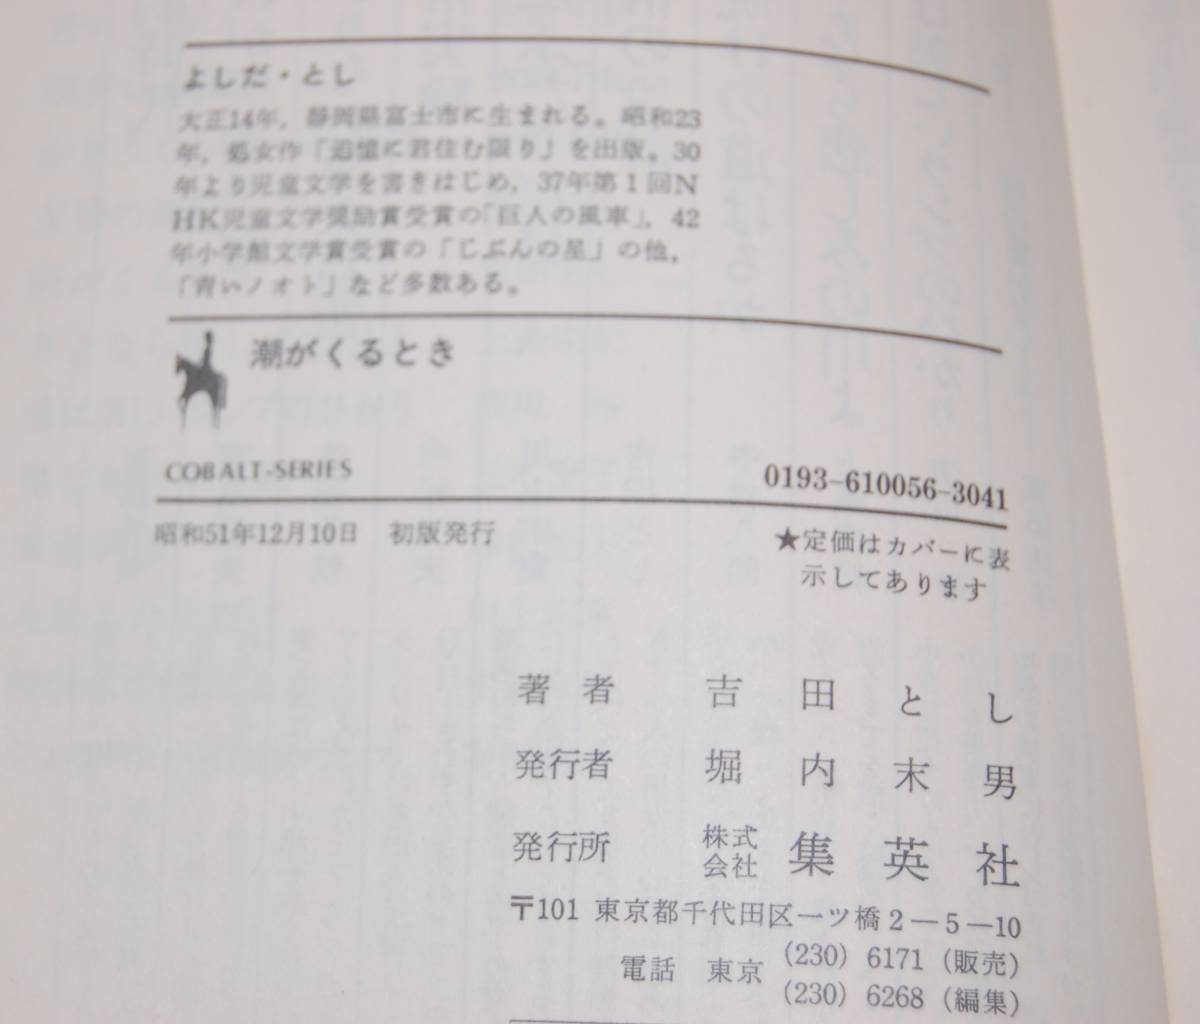 よしだ・とし
大正14年，静岡県富士市に生まれる。昭和23
年，処女作「追憶に君住む限り」を出版。30
年より児童文学を書きはじめ，37年第1回N
HK児童文学奨励賞受賞の「巨人の風車」，42
年小学館文学賞受賞の「じぶんの星」の他，
「青いノオト」など多数ある。
潮がくるとき
COBALT-SERIES
0193-610056-3041
昭和51年12月10日　初版発行
★定価はカバーに表
示してあります
著者　吉田とし
発行者　堀内末男
発行所　株式会社　集英社
〒101 東京都千代田区一ツ橋2－5－10
電話　東京　(230) 6171 (販売)
(230) 6268 (編集)